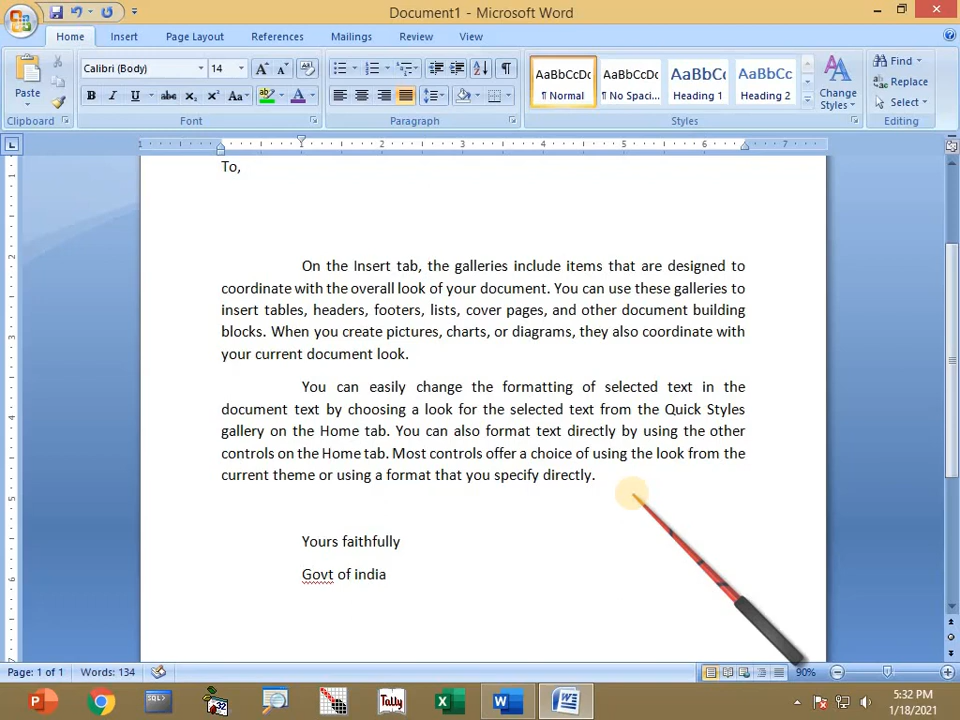 Document1 - Microsoft Word
Home Insert Page Layout References Mailings Review View
Calibri (Body) 14
AaBbCcDc AaBbCcDc AaBbCc AaBbCc
¶ Normal ¶ No Spaci... Heading 1 Heading 2
Paste
Change Styles
Find
Replace
Select
Clipboard Font Paragraph Styles Editing
1 1 2 3 4 5 6 7
To,
On the Insert tab, the galleries include items that are designed to
coordinate with the overall look of your document. You can use these galleries to
insert tables, headers, footers, lists, cover pages, and other document building
blocks. When you create pictures, charts, or diagrams, they also coordinate with
your current document look.
You can easily change the formatting of selected text in the
document text by choosing a look for the selected text from the Quick Styles
gallery on the Home tab. You can also format text directly by using the other
controls on the Home tab. Most controls offer a choice of using the look from the
current theme or using a format that you specify directly.
Yours faithfully
Govt of india
Page: 1 of 1 Words: 134 90%
Tally
5:32 PM
1/18/2021